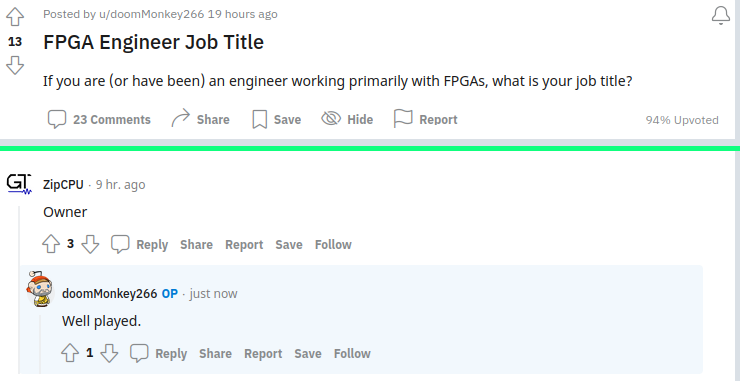 Posted by u/doomMonkey266 19 hours ago
13
FPGA Engineer Job Title
If you are (or have been) an engineer working primarily with FPGAs, what is your job title?
23 Comments Share Save Hide Report 94% Upvoted
GT
ZipCPU · 9 hr. ago
Owner
3 Reply Share Report Save Follow
doomMonkey266 OP · just now
Well played.
1 Reply Share Report Save Follow